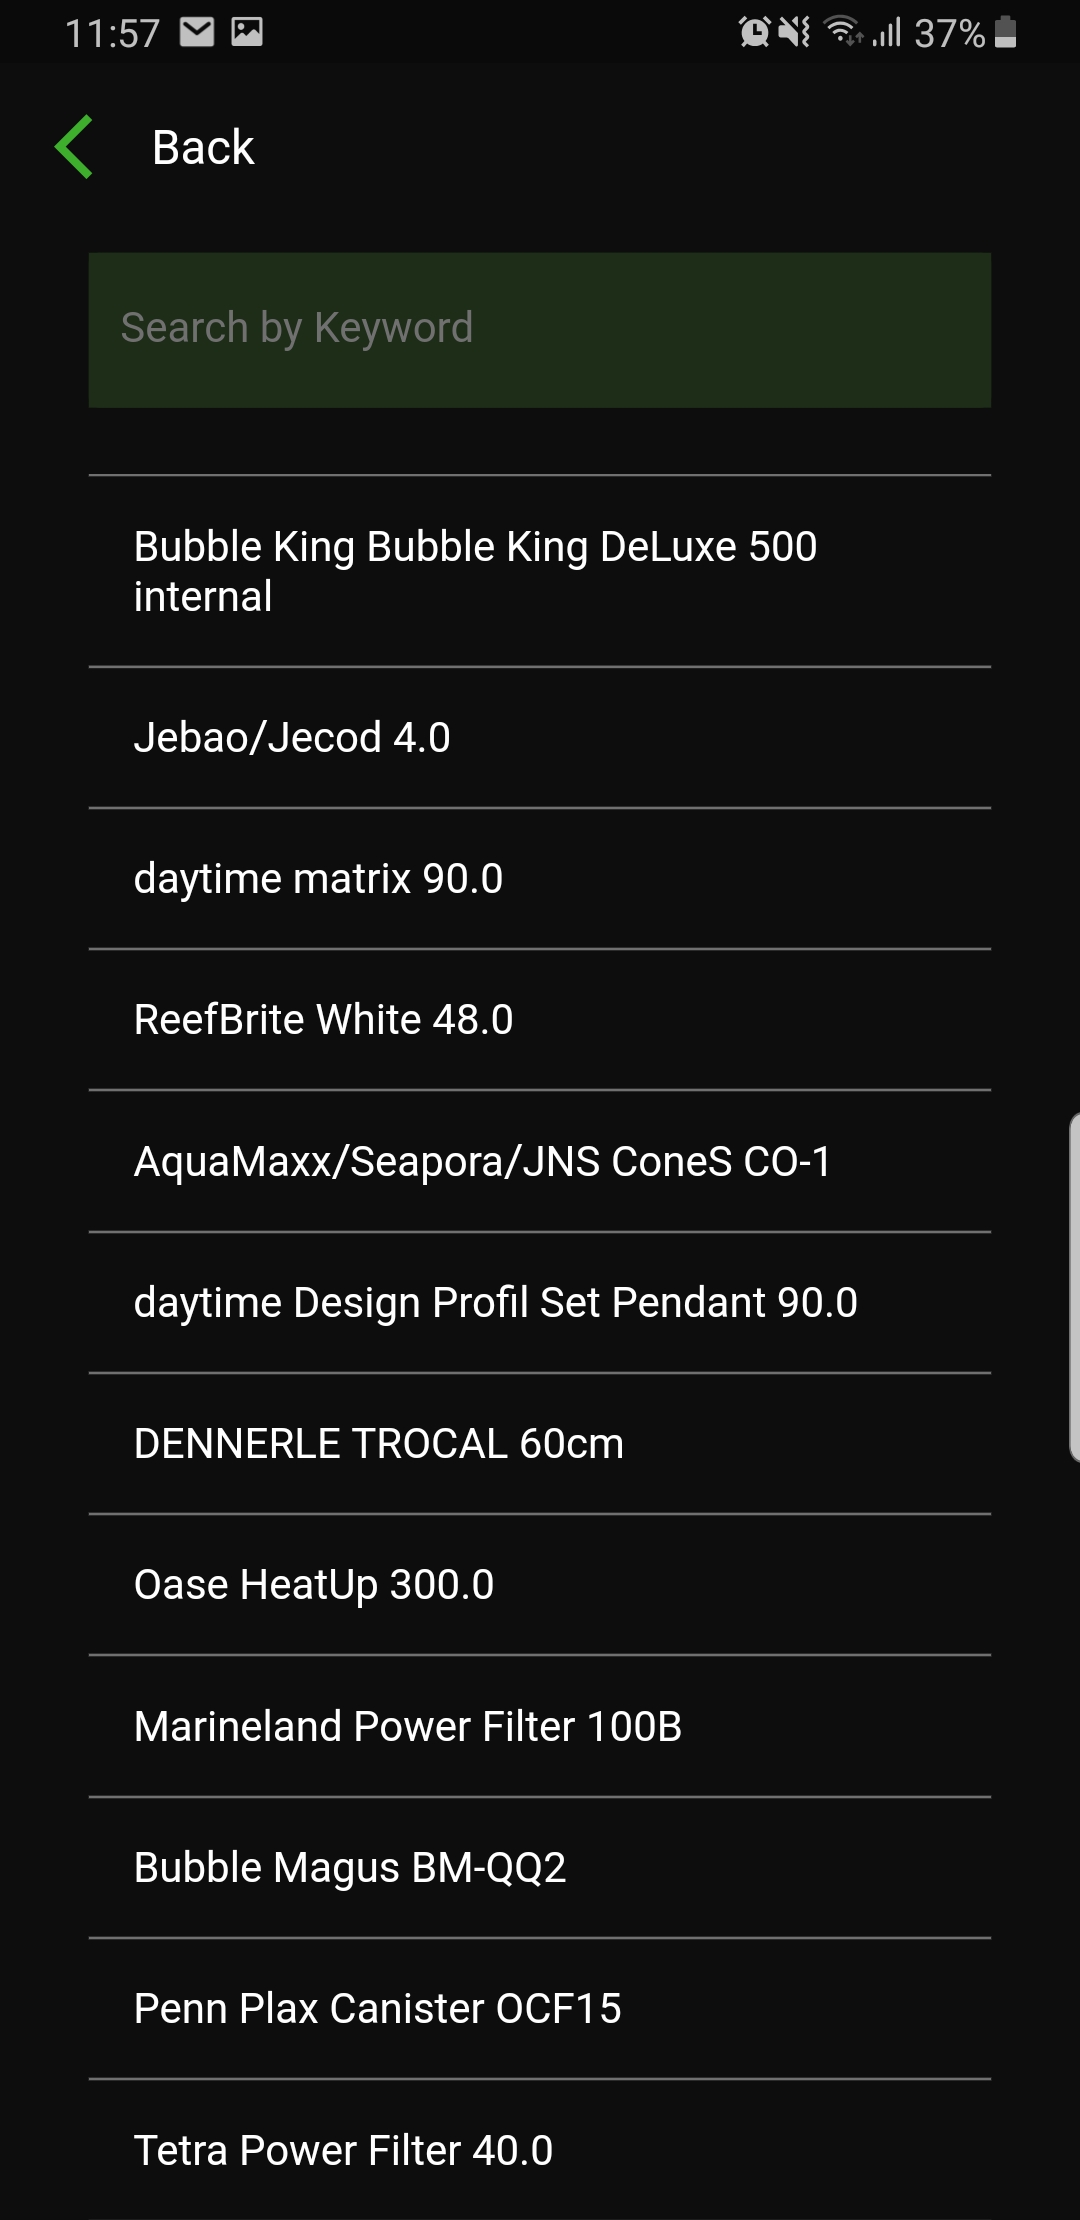 11:57
37%
Back
Search by Keyword
Bubble King Bubble King DeLuxe 500
internal
Jebao/Jecod 4.0
daytime matrix 90.0
ReefBrite White 48.0
AquaMaxx/Seapora/JNS ConeS CO-1
daytime Design Profil Set Pendant 90.0
DENNERLE TROCAL 60cm
Oase HeatUp 300.0
Marineland Power Filter 100B
Bubble Magus BM-QQ2
Penn Plax Canister OCF15
Tetra Power Filter 40.0